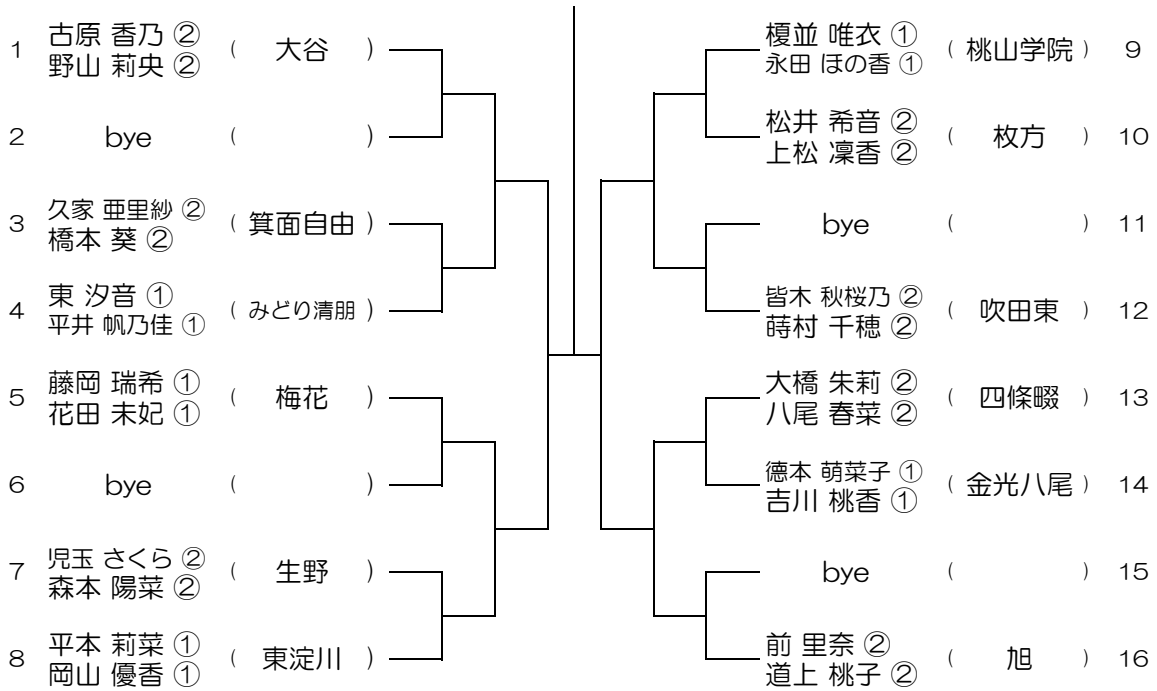 1 古原 香乃 ② ( 大谷 )
野山 莉央 ②
2 bye ( )
3 久家 亜里紗 ② ( 箕面自由 )
橋本 葵 ②
4 東 汐音 ① ( みどり清朋 )
平井 帆乃佳 ①
5 藤岡 瑞希 ① ( 梅花 )
花田 未妃 ①
6 bye ( )
7 児玉 さくら ② ( 生野 )
森本 陽菜 ②
8 平本 莉菜 ① ( 東淀川 )
岡山 優香 ①
榎並 唯衣 ① ( 桃山学院 ) 9
永田 ほの香 ①
松井 希音 ② ( 枚方 ) 10
上松 凜香 ②
bye ( ) 11
皆木 秋桜乃 ② ( 吹田東 ) 12
蒔村 千穂 ②
大橋 朱莉 ② ( 四條畷 ) 13
八尾 春菜 ②
德本 萌菜子 ① ( 金光八尾 ) 14
吉川 桃香 ①
bye ( ) 15
前 里奈 ② ( 旭 ) 16
道上 桃子 ②